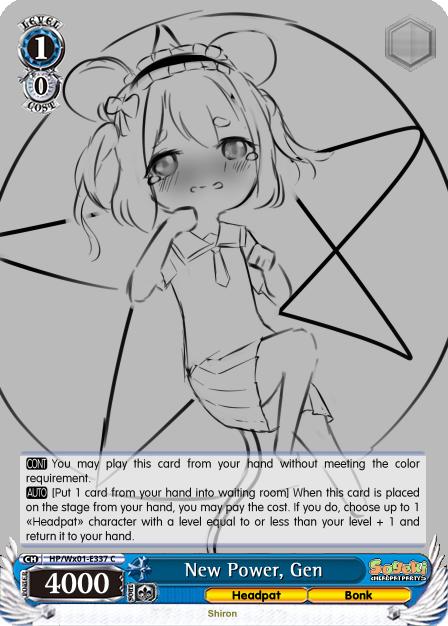 LEVEL
1
0
COST
CONT You may play this card from your hand without meeting the color
requirement.
AUTO [Put 1 card from your hand into waiting room] When this card is placed
on the stage from your hand, you may pay the cost. If you do, choose up to 1
«Headpat» character with a level equal to or less than your level + 1 and
return it to your hand.
CH HP/Wx01-E337 C
POWER 4000 SOUL New Power, Gen
Headpat Bonk
Shiron